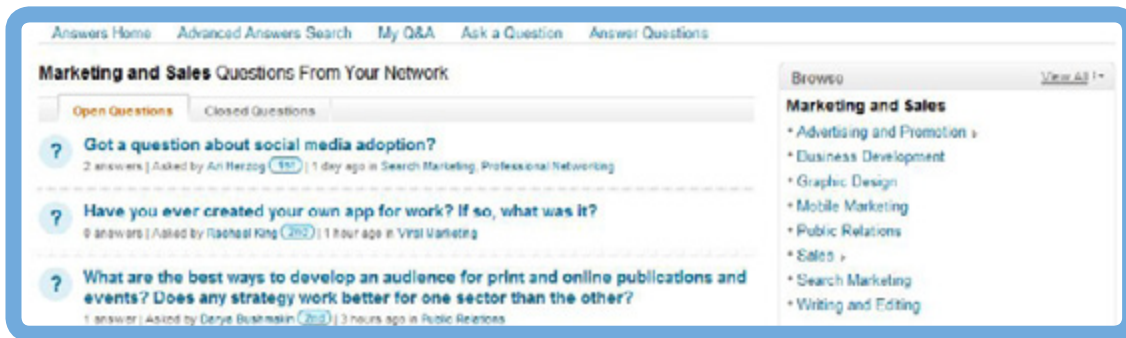 Answers Home Advanced Answers Search My Q&A Ask a Question Answer Questions
Marketing and Sales Questions From Your Network
Open Questions Closed Questions
Got a question about social media adoption?
2 answers | Asked by Ari Herzog 1st | 1 day ago in Search Marketing, Professional Networking
Have you ever created your own app for work? If so, what was it?
0 answers | Asked by Raphael King 2nd | 1 hour ago in Viral Marketing
What are the best ways to develop an audience for print and online publications and
events? Does any strategy work better for one sector than the other?
1 answer | Asked by Bushmakin 2nd | 3 hours ago in Public Relations
Browse View All
Marketing and Sales
Advertising and Promotion
Business Development
Graphic Design
Mobile Marketing
Public Relations
Sales
Search Marketing
Writing and Editing